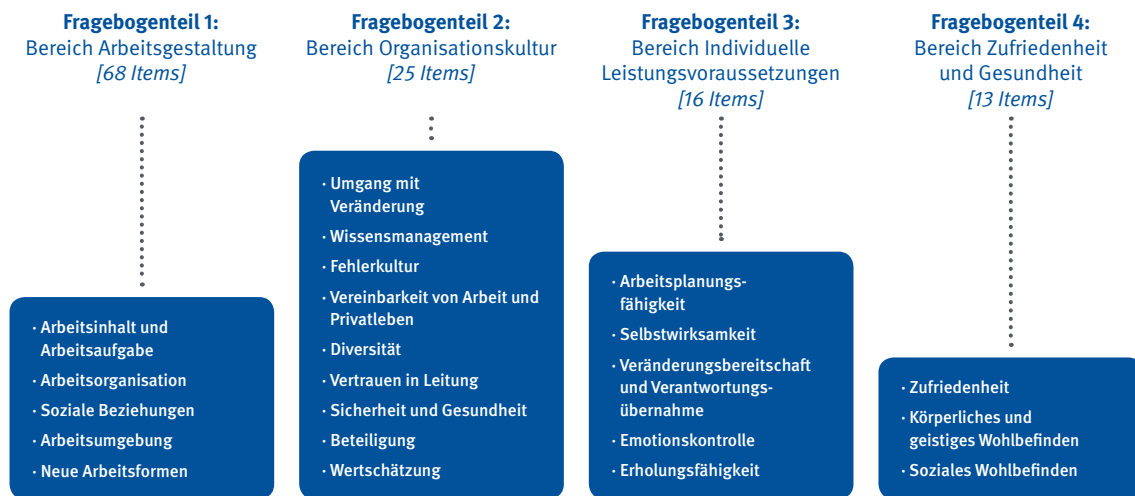 Fragebogenteil 1:
Bereich Arbeitsgestaltung
[68 Items]
· Arbeitsinhalt und
Arbeitsaufgabe
· Arbeitsorganisation
· Soziale Beziehungen
· Arbeitsumgebung
· Neue Arbeitsformen
Fragebogenteil 2:
Bereich Organisationskultur
[25 Items]
· Umgang mit
Veränderung
· Wissensmanagement
· Fehlerkultur
· Vereinbarkeit von Arbeit und
Privatleben
· Diversität
· Vertrauen in Leitung
· Sicherheit und Gesundheit
· Beteiligung
· Wertschätzung
Fragebogenteil 3:
Bereich Individuelle
Leistungsvoraussetzungen
[16 Items]
· Arbeitsplanungs-
fähigkeit
· Selbstwirksamkeit
· Veränderungsbereitschaft
und Verantwortungs-
übernahme
· Emotionskontrolle
· Erholungsfähigkeit
Fragebogenteil 4:
Bereich Zufriedenheit
und Gesundheit
[13 Items]
· Zufriedenheit
· Körperliches und
geistiges Wohlbefinden
· Soziales Wohlbefinden